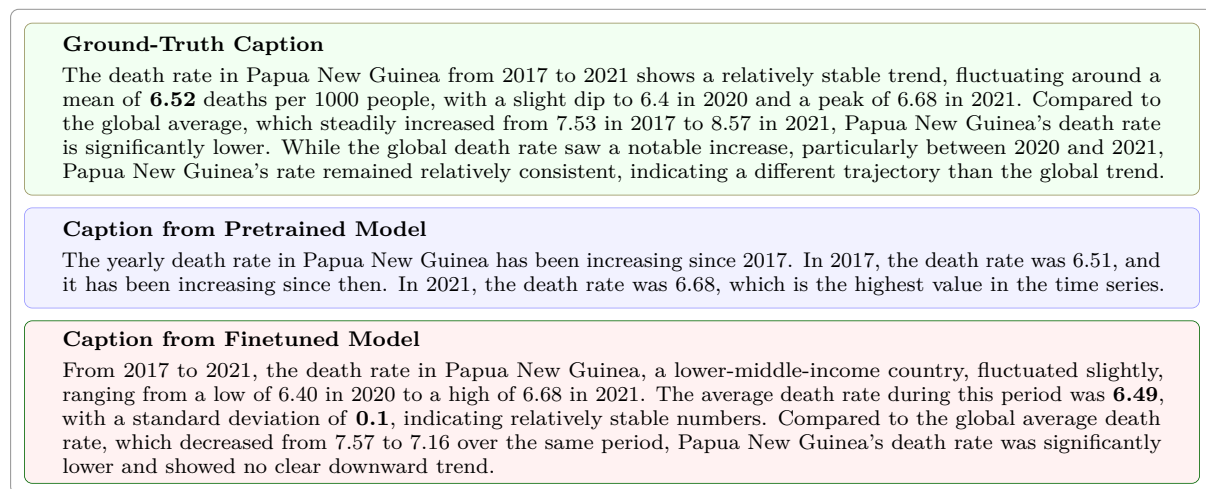 Ground-Truth Caption
The death rate in Papua New Guinea from 2017 to 2021 shows a relatively stable trend, fluctuating around a
mean of 6.52 deaths per 1000 people, with a slight dip to 6.4 in 2020 and a peak of 6.68 in 2021. Compared to
the global average, which steadily increased from 7.53 in 2017 to 8.57 in 2021, Papua New Guinea's death rate
is significantly lower. While the global death rate saw a notable increase, particularly between 2020 and 2021,
Papua New Guinea's rate remained relatively consistent, indicating a different trajectory than the global trend.
Caption from Pretrained Model
The yearly death rate in Papua New Guinea has been increasing since 2017. In 2017, the death rate was 6.51, and
it has been increasing since then. In 2021, the death rate was 6.68, which is the highest value in the time series.
Caption from Finetuned Model
From 2017 to 2021, the death rate in Papua New Guinea, a lower-middle-income country, fluctuated slightly,
ranging from a low of 6.40 in 2020 to a high of 6.68 in 2021. The average death rate during this period was 6.49,
with a standard deviation of 0.1, indicating relatively stable numbers. Compared to the global average death
rate, which decreased from 7.57 to 7.16 over the same period, Papua New Guinea's death rate was significantly
lower and showed no clear downward trend.